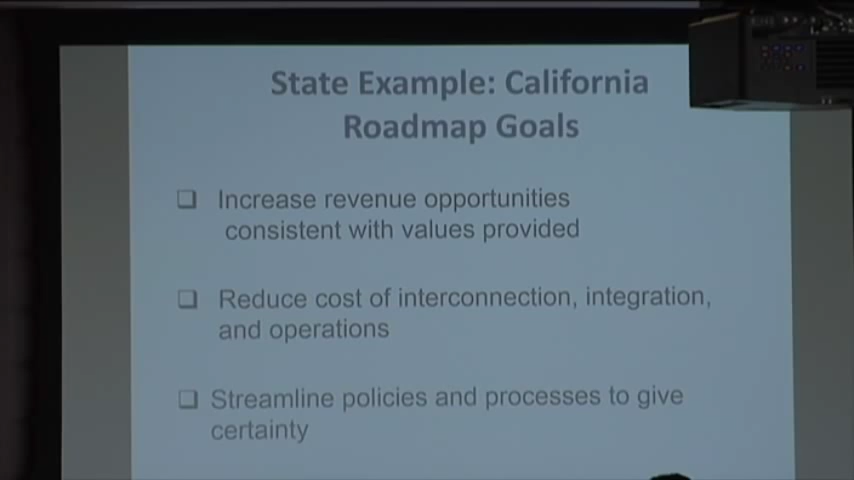 State Example: California
Roadmap Goals
❑ Increase revenue opportunities
consistent with values provided
❑ Reduce cost of interconnection, integration,
and operations
❑ Streamline policies and processes to give
certainty